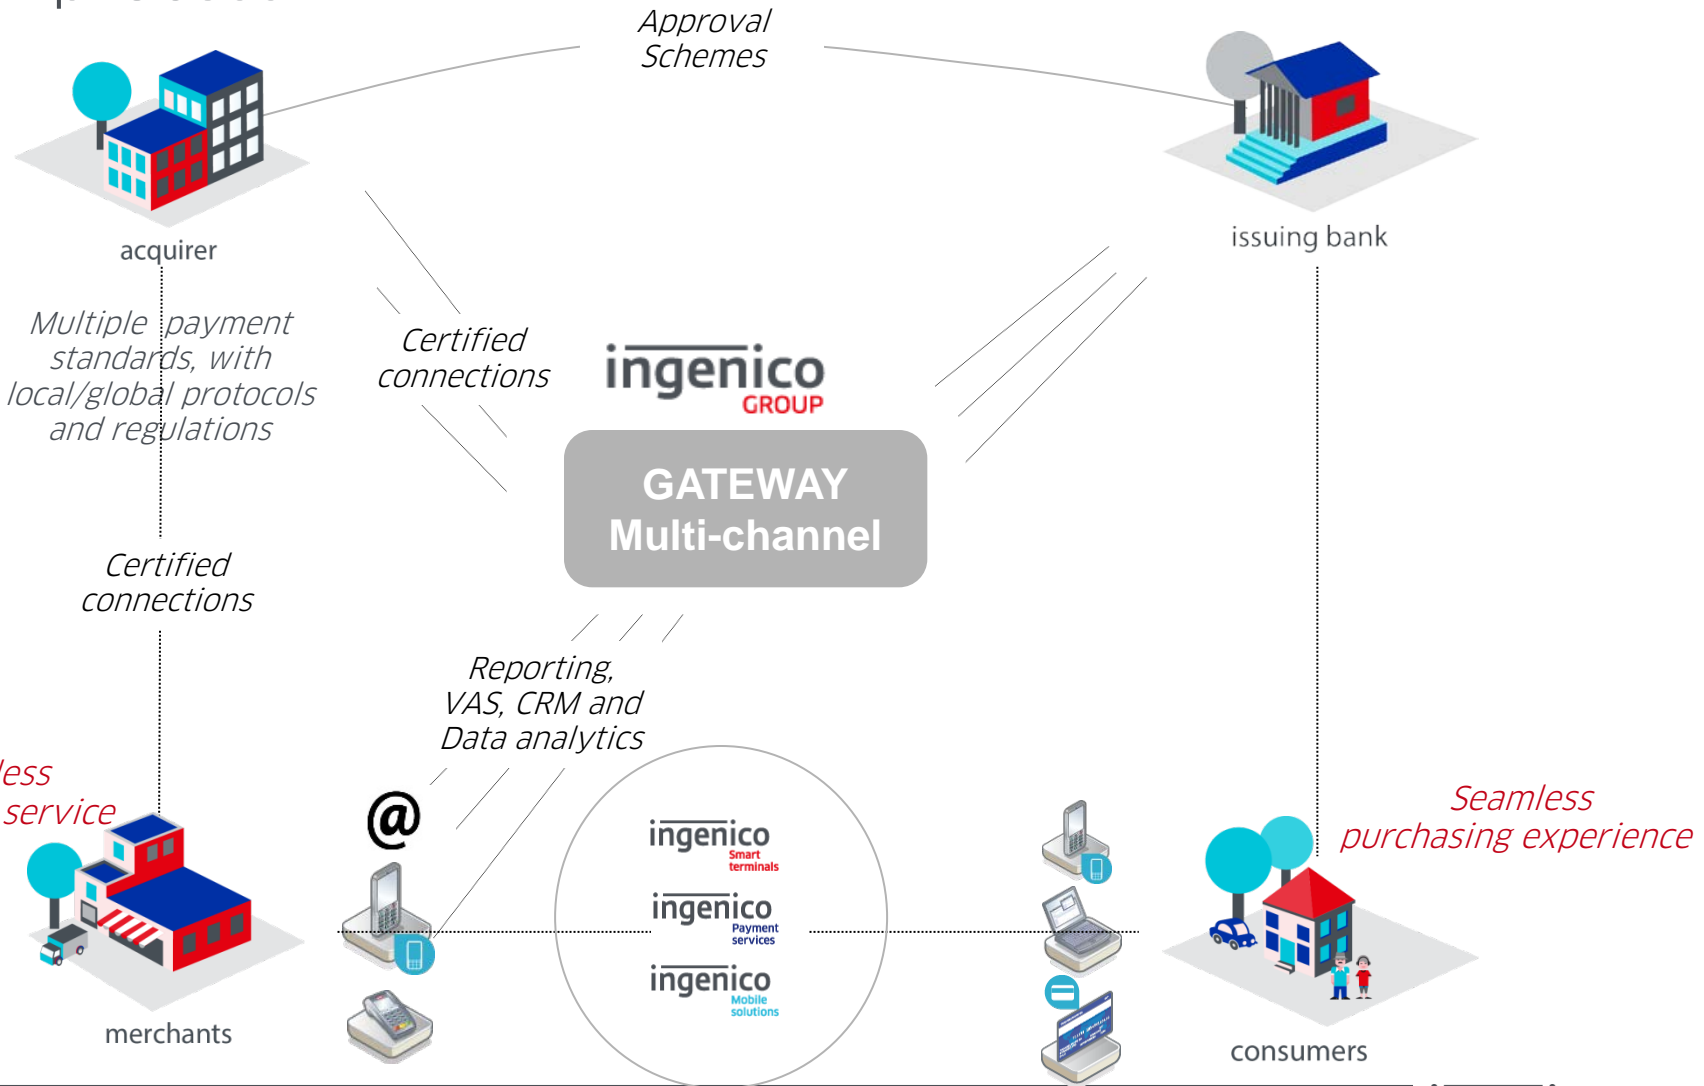 Approval
Schemes
acquirer
issuing bank
Multiple payment
standards, with
local/global protocols
and regulations
Certified
connections
ingenico
GROUP
GATEWAY
Multi-channel
Certified
connections
Reporting,
VAS, CRM and
Data analytics
service
@
Seamless
purchasing experience
ingenico
Smart
terminals
ingenico
Payment
services
ingenico
Mobile
solutions
merchants
consumers